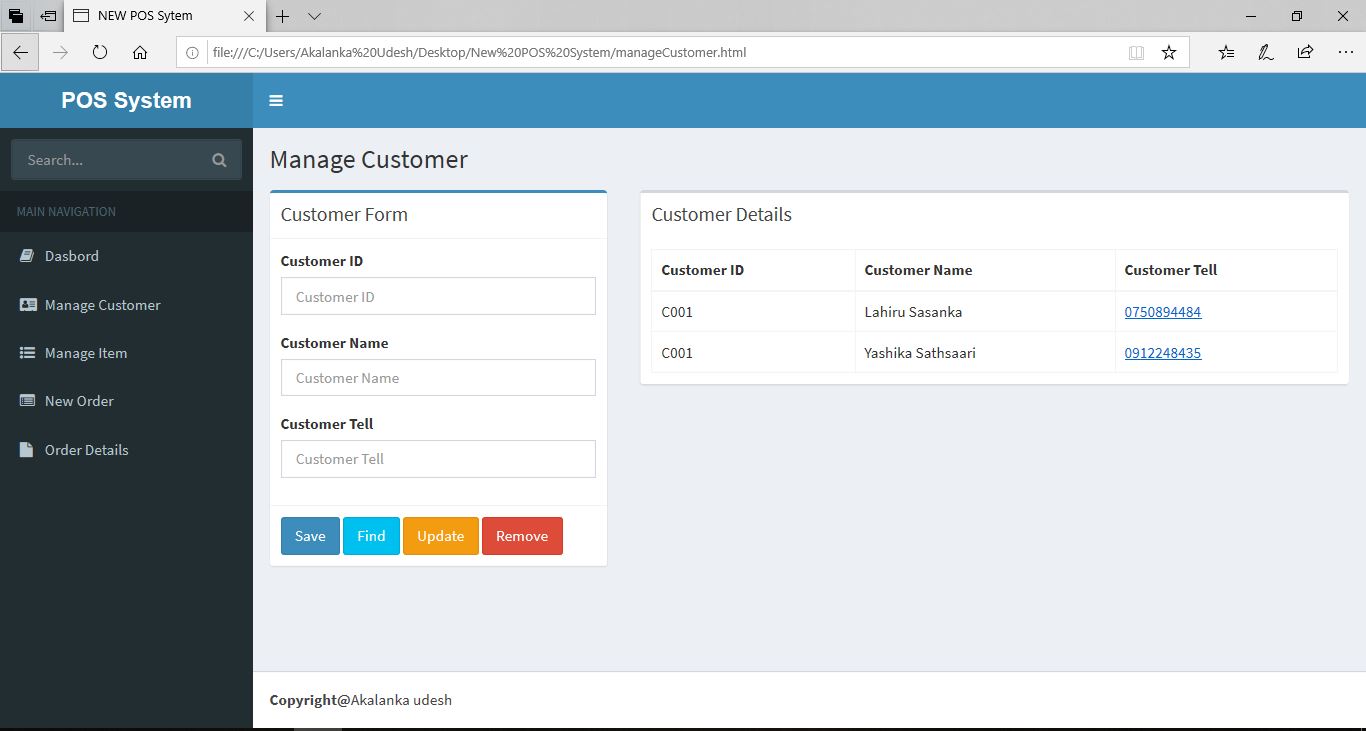 NEW POS Sytem
file:///C:/Users/Akalanka%20Udesh/Desktop/New%20POS%20System/manageCustomer.html
POS System
Search...
MAIN NAVIGATION
Dasbord
Manage Customer
Manage Item
New Order
Order Details
Manage Customer
Customer Form
Customer ID
Customer ID
Customer Name
Customer Name
Customer Tell
Customer Tell
Save Find Update Remove
Customer Details
Customer ID Customer Name Customer Tell
C001 Lahiru Sasanka 0750894484
C001 Yashika Sathsaari 0912248435
Copyright@Akalanka udesh